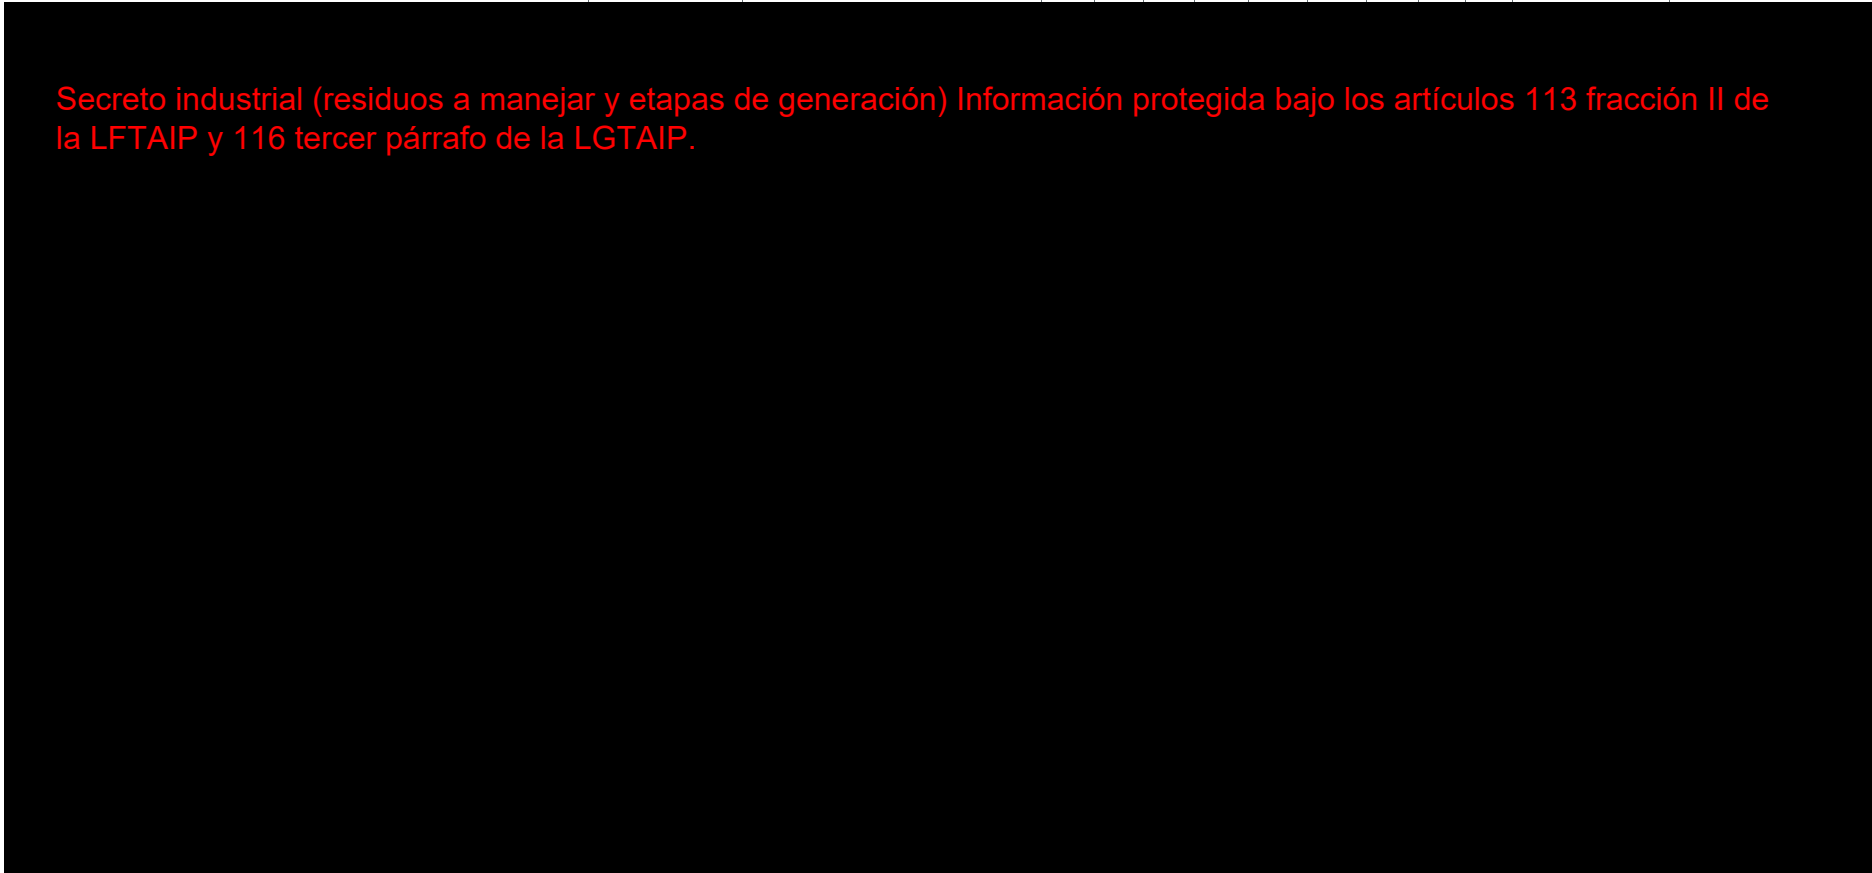 Secreto industrial (residuos a manejar y etapas de generación) Información protegida bajo los artículos 113 fracción II de
la LFTAIP y 116 tercer párrafo de la LGTAIP.